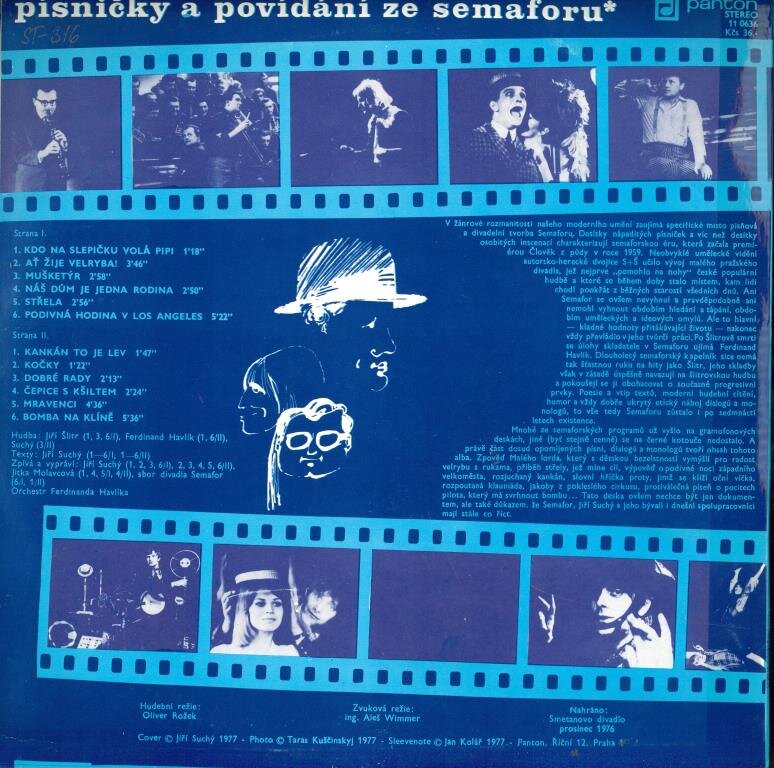 písničky a povídání ze semaforu*
panton
STEREO
11 0636
Kčs 36,-
ST-316
Strana I.
1. KDO NA SLEPIČKU VOLÁ PIPI 1'18"
2. AŤ ŽIJE VELRYBA! 3'46"
3. MUŠKETÝR 2'58"
4. NÁŠ DŮM JE JEDNA RODINA 2'50"
5. STŘELA 2'56"
6. PODIVNÁ HODINA V LOS ANGELES 5'22"
Strana II.
1. KANKÁN TO JE LEV 1'47"
2. KOČKY 1'22"
3. DOBRÉ RADY 2'13"
4. ČEPICE S KŠILTEM 2'24"
5. MRAVENCI 4'36"
6. BOMBA NA KLÍNĚ 5'36"
Hudba: Jiří Šlitr (1, 3, 6/I), Ferdinand Havlík (1, 6/II),
Suchý (3/II)
Texty: Jiří Suchý (1—6/I, 1—6/II)
Zpívá a vypráví: Jiří Suchý (1, 2, 3, 6/I), 2, 3, 4, 5, 6/II),
Jitka Molavcová (1, 4, 5/I, 4/II), sbor divadla Semafor
(6/I, 1/II)
Orchestr Ferdinanda Havlíka
V žánrové rozmanitosti našeho moderního umění zaujímá specifické místo písňová
a divadelní tvorba Semaforu. Desítky nápaditých písniček a víc než desítky
osobitých inscenací charakterizují semaforskou éru, která začala premi-
érou Člověk z půdy v roce 1959. Neobvyklé umělecké vidění
autorsko-herecké dvojice S+Š učilo vývoj malého pražského
divadla, jež nejprve „pomohlo na nohy“ české populární
hudbě a které se během doby stalo místem, kam lidi
chodí pookřát z běžných starostí všedních dnů. Ani
Semafor se ovšem nevyhnul a pravděpodobně ani
nemohl vyhnout obdobím hledání a tápání, obdo-
bím uměleckých a ideových omylů. Ale to hlavní
— kladné hodnoty přitakávající životu — nakonec
vždy převládlo v jeho tvůrčí práci. Po Šlitrově smrti
se úlohy skladatele v Semaforu ujímá Ferdinand
Havlík. Dlouholetý semaforský kapelník sice nemá
tak šťastnou ruku na hity jako Šlitr, jeho skladby
však v zásadě úspěšně navazují na šlitrovskou hudbu
a pokoušejí se ji obohacovat o současné progresivní
prvky. Poesie a vtip textů, moderní hudební cítění,
humor a vždy dobře ukrytý etický náboj dialogů a mo-
nologů, to vše tedy Semaforu zůstalo i po sedmnácti
letech existence.
Mnohé ze semaforských programů už vyšlo na gramofonových
deskách, jiné (byť stejně cenné) se na černé kotouče nedostalo. A
právě část dosud opomíjených písní, dialogů a monologů tvoří obsah tohoto
alba. Zpověď Malého lorda, který z dětskou bezelstností vymýšlí pro radost
velrybu s rukama, příběh střely, jež míne cíl, výpověď o podivné noci západního
velkoměsta, rozjuchaný kankán, slovní hříčka proty, jimž se klíží oční víčka,
rozpoutaná klauniáda, jakoby z pokleslého cirkusu, protiválečná píseň o pocitech
pilota, který má svrhnout bombu... Tato deska ovšem nechce být jen dokumen-
tem, ale také důkazem, že Semafor, Jiří Suchý a jeho bývalí i dnešní spolupracovníci
mají stále co říct.
Hudební režie:
Oliver Rožek
Zvuková režie:
ing. Aleš Wimmer
Nahráno:
Smetanovo divadlo
prosinec 1976
Cover © Jiří Suchý 1977 - Photo © Taras Kuščinskyj 1977 - Sleevenote © Jan Kolář 1977 - Panton, Říční 12, Praha